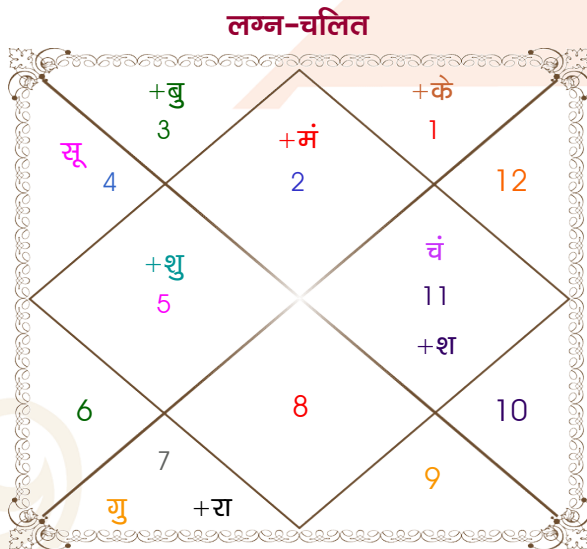 लग्न-चलित
+बु +के
3 +मं 1
सू 4 2 12
+शु चं
5 11
+श
6 8 10
7 9
गु +रा